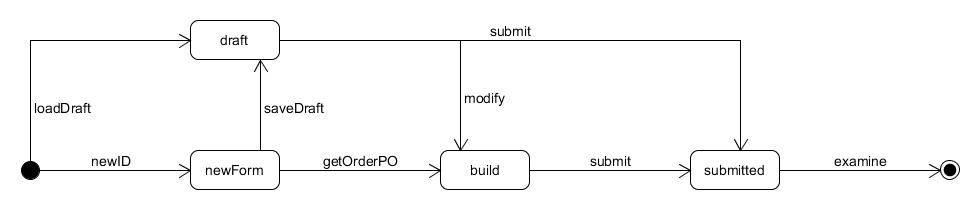 submit
draft
loadDraft
saveDraft
modify
newID
getOrderPO
submit
examine
newForm
build
submitted